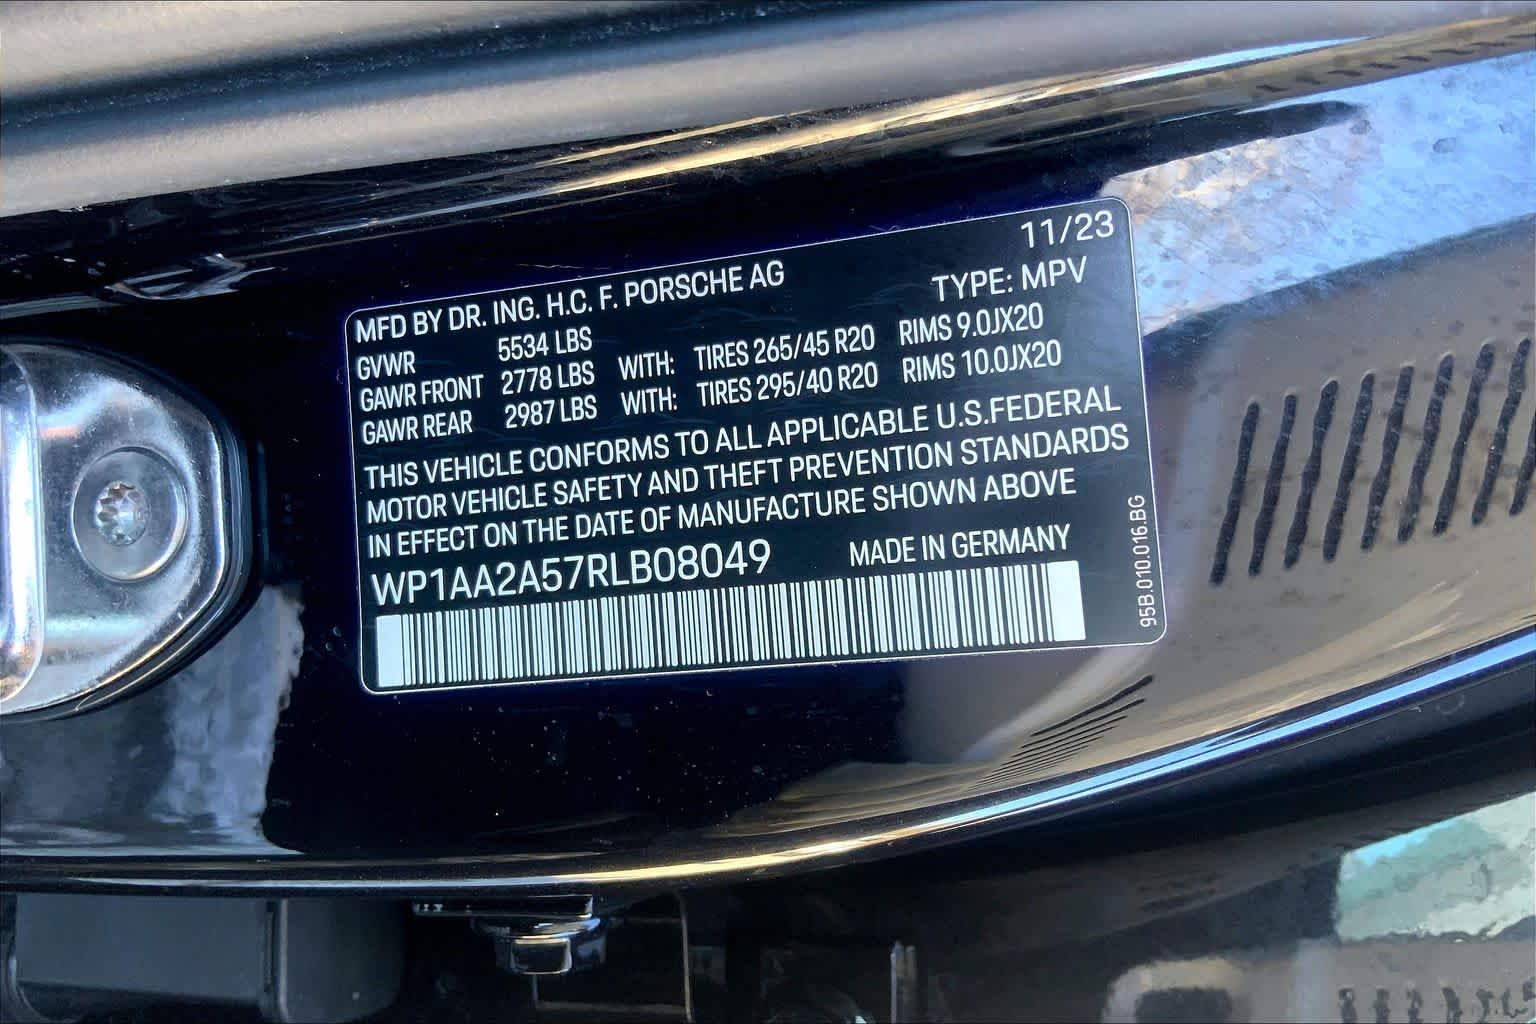 11/23
MFD BY DR. ING. H.C. F. PORSCHE AG TYPE: MPV
GVWR 5534 LBS
GAWR FRONT 2778 LBS WITH: TIRES 265/45 R20 RIMS 9.0JX20
GAWR REAR 2987 LBS WITH: TIRES 295/40 R20 RIMS 10.0JX20
THIS VEHICLE CONFORMS TO ALL APPLICABLE U.S.FEDERAL
MOTOR VEHICLE SAFETY AND THEFT PREVENTION STANDARDS
IN EFFECT ON THE DATE OF MANUFACTURE SHOWN ABOVE
WP1AA2A57RLB08049 MADE IN GERMANY
95B.010.016.BG